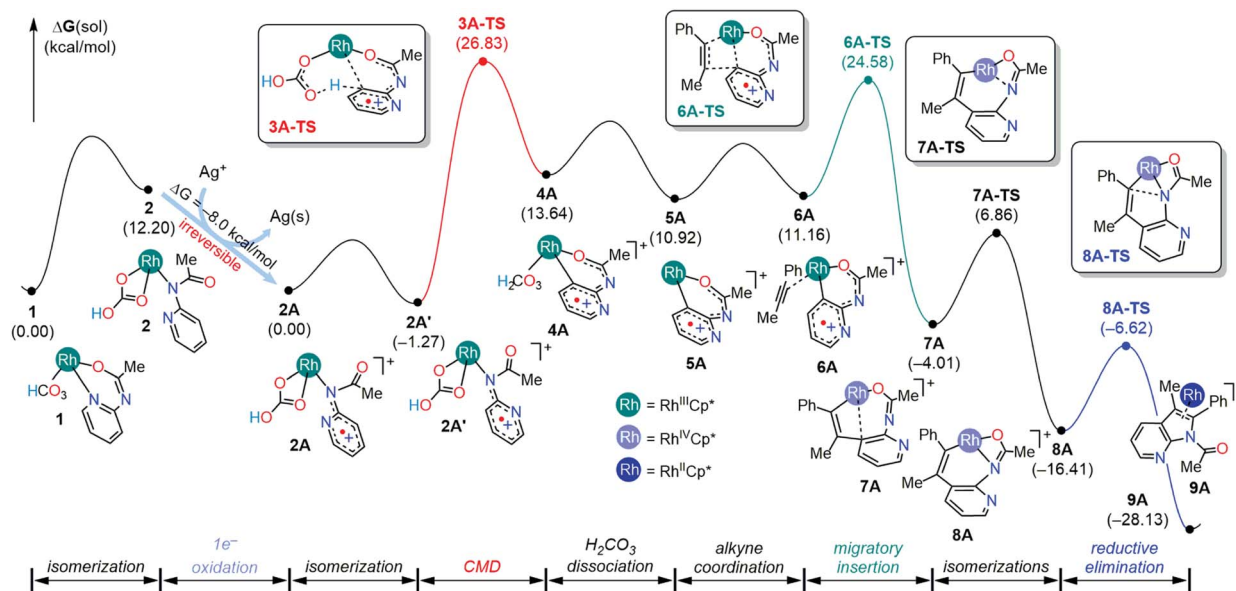 ΔG(sol)
(kcal/mol)
3A-TS
(26.83)
6A-TS
(24.58)
Rh
O
Me
HO
O
O
H
N
N
•+
3A-TS
Ph
Rh
O
Me
Me
N
N
•+
6A-TS
Ph
Rh
O
Me
Me
N
N
7A-TS
Ph
Rh
O
Me
Me
N
N
8A-TS
2
(12.20)
Ag⁺
ΔG = –8.0 kcal/mol
irreversible
Ag(s)
1
(0.00)
2A
(0.00)
2A'
(–1.27)
4A
(13.64)
5A
(10.92)
6A
(11.16)
7A
(–4.01)
7A-TS
(6.86)
8A
(–16.41)
8A-TS
(–6.62)
9A
(–28.13)
Rh
O
Me
HCO₃
N
N
1
Rh
Me
O
O
O
N
HO
N
2
Rh
O
O
O
N
Me
HO
N
•+
]+
2A
Rh
O
O
O
N
Me
HO
N
•+
]+
2A'
Rh
O
Me
H₂CO₃
N
N
•+
]+
4A
Rh
O
Me
N
N
•+
]+
5A
Ph
Rh
O
Me
Me
N
N
•+
]+
6A
Ph
Rh
O
Me
Me
N
N
]+
7A
Ph
Rh
O
Me
Me
N
N
]+
8A
Me
Rh
Ph
N
N
O
Me
]+
9A
Rh = RhᴵᴵᴵCp*
Rh = RhᴵⱽCp*
Rh = RhᴵᴵCp*
isomerization
1e⁻
oxidation
isomerization
CMD
H₂CO₃
dissociation
alkyne
coordination
migratory
insertion
isomerizations
reductive
elimination